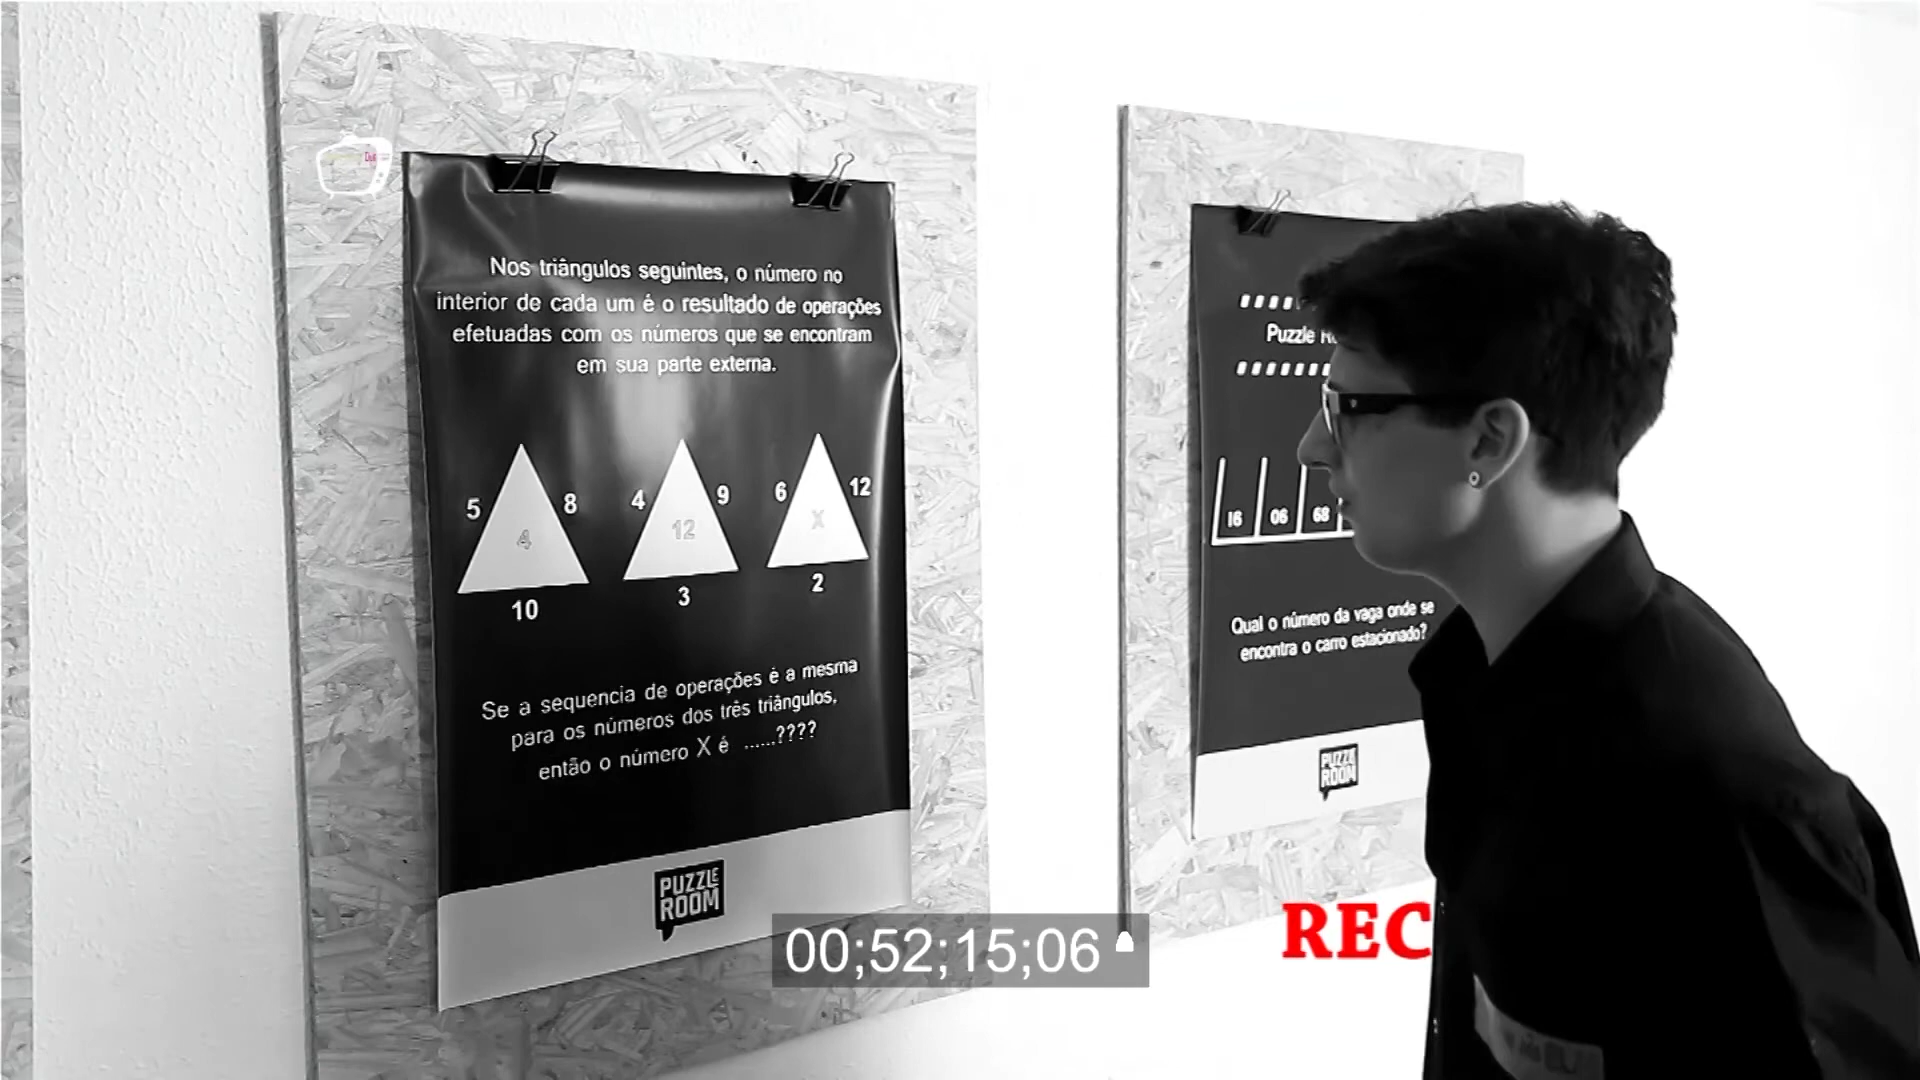 Nos triângulos seguintes, o número no
interior de cada um é o resultado de operações
efetuadas com os números que se encontram
em sua parte externa.
5 4 8
10
4 12 9
3
6 X 12
2
Se a sequencia de operações é a mesma
para os números dos três triângulos,
então o número X é ......????
PUZZLE
ROOM
Puzzle
16 06 68
Qual o número da vaga onde se
encontra o carro estacionado?
PUZZLE
ROOM
00;52;15;06
REC